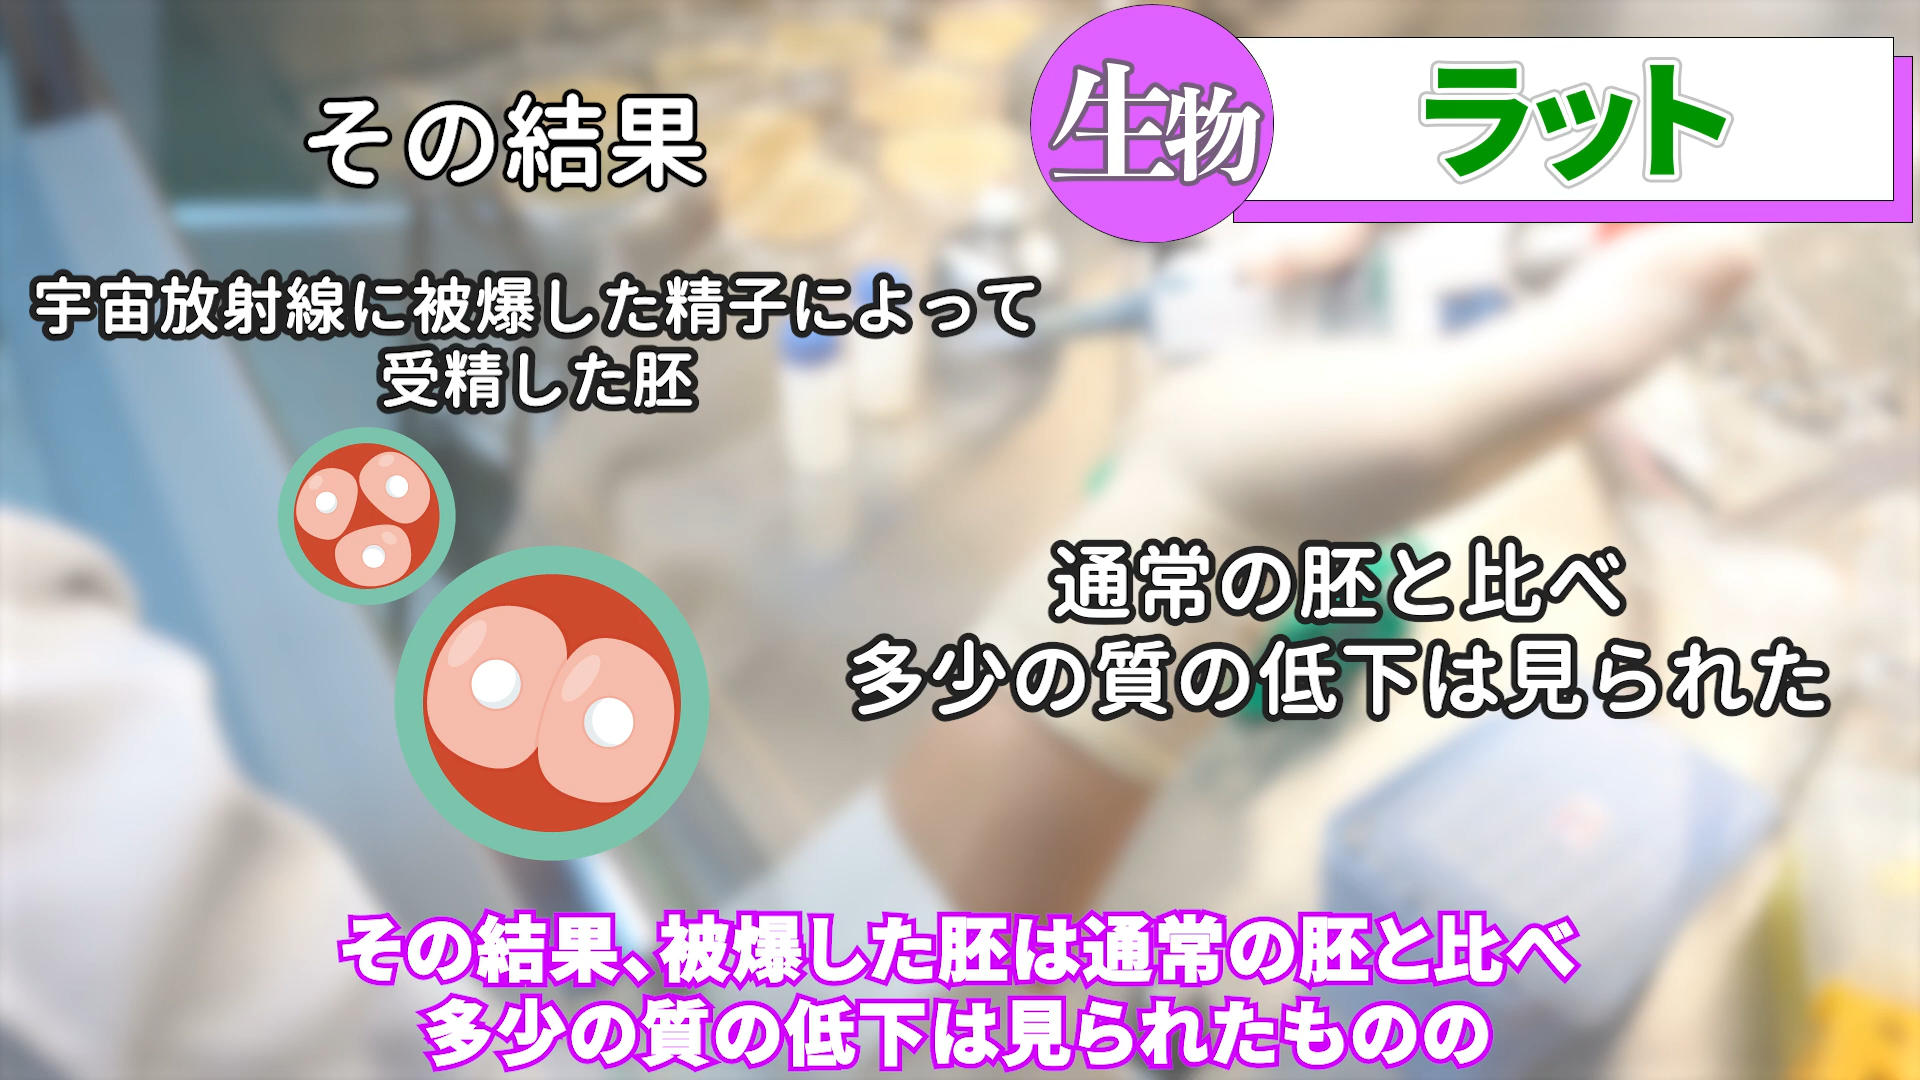 その結果
生物
ラット
宇宙放射線に被爆した精子によって
受精した胚
通常の胚と比べ
多少の質の低下は見られた
その結果、被爆した胚は通常の胚と比べ
多少の質の低下は見られたものの